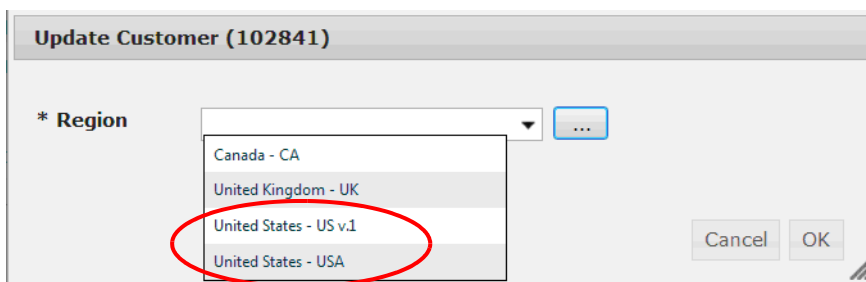 Update Customer (102841)
* Region
...
Canada - CA
United Kingdom - UK
United States - US v.1
United States - USA
Cancel OK